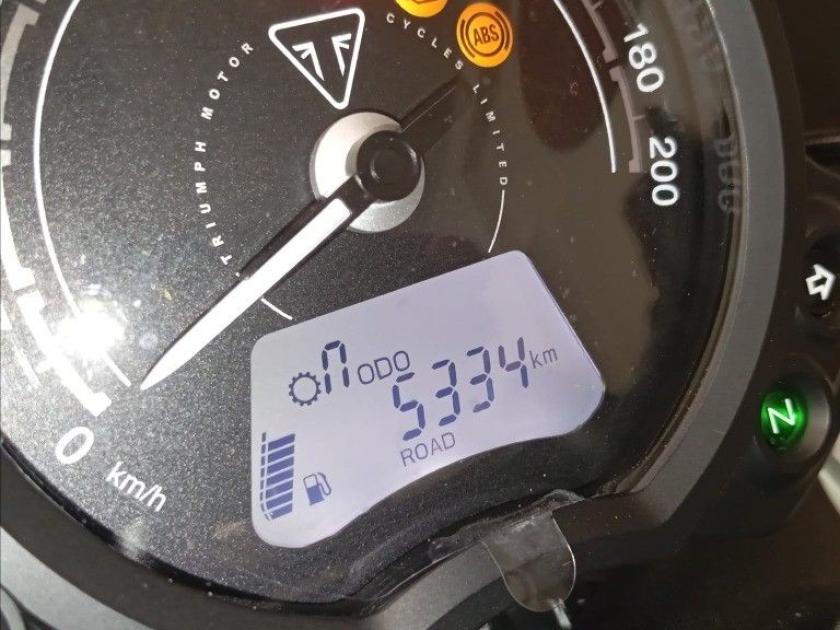 TRIUMPH MOTOR CYCLES LIMITED
ABS
180
200
n ODO
5334 km
ROAD
0
km/h
N